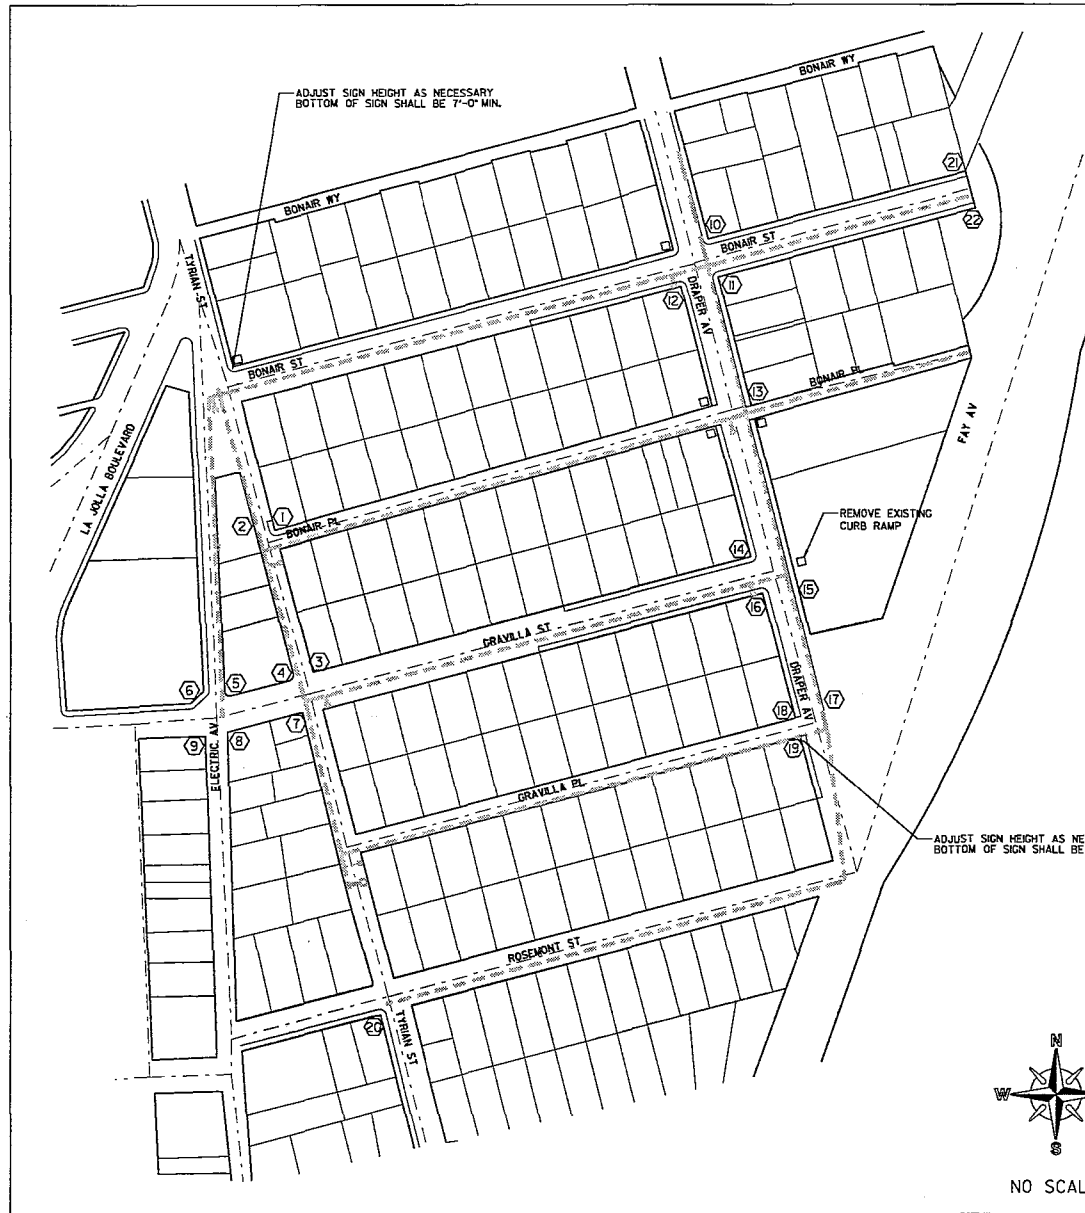 ADJUST SIGN HEIGHT AS NECESSARY
BOTTOM OF SIGN SHALL BE 7'-0" MIN.
BONAIR WY
BONAIR WY
21
10
BONAIR ST
22
TYRIAN ST
11
DRAPER AV
12
BONAIR ST
BONAIR PL
13
FAY AV
LA JOLLA BOULEVARD
1
2
BONAIR PL
REMOVE EXISTING
CURB RAMP
14
15
16
GRAVILLA ST
3
4
5
6
DRAPER AV
17
18
7
8
9
ELECTRIC AV
19
GRAVILLA PL
ADJUST SIGN HEIGHT AS NE
BOTTOM OF SIGN SHALL BE
ROSEMONT ST
20
TYRIAN ST
N
W
S
NO SCAL